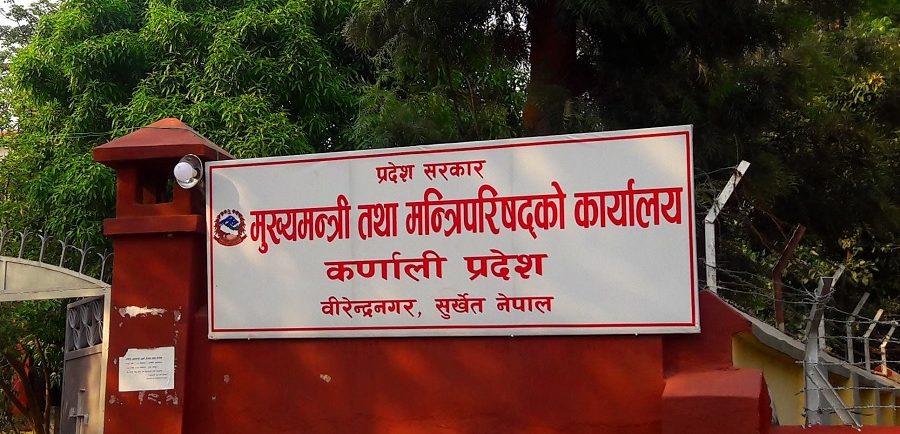 प्रदेश सरकार
मुख्यमन्त्री तथा मन्त्रिपरिषद्को कार्यालय
कर्णाली प्रदेश
वीरेन्द्रनगर, सुर्खेत नेपाल